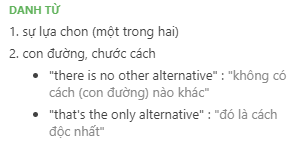 DANH TỪ
1. sự lựa chon (một trong hai)
2. con đường, chước cách
• "there is no other alternative" : "không có
cách (con đường) nào khác"
• "that's the only alternative" : "đó là cách
độc nhất"